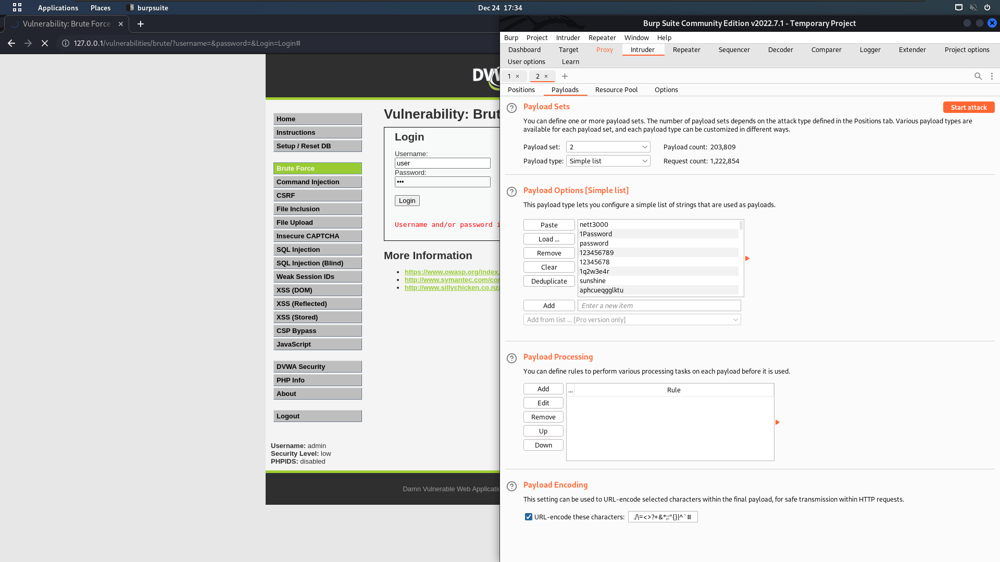 Applications
Places
burpsuite
Dec 24 17:34
Vulnerability: Brute Force
127.0.0.1/vulnerabilities/brute/?username=&password=&Login=Login#
DVW
Home
Instructions
Setup / Reset DB
Brute Force
Command Injection
CSRF
File Inclusion
File Upload
Insecure CAPTCHA
SQL Injection
SQL Injection (Blind)
Weak Session IDs
XSS (DOM)
XSS (Reflected)
XSS (Stored)
CSP Bypass
JavaScript
DVWA Security
PHP Info
About
Logout
Username: admin
Security Level: low
PHPIDS: disabled
Vulnerability: Brut
Login
Username:
user
Password:
•••
Login
Username and/or password i
More Information
https://www.owasp.org/index.
http://www.symantec.com/con
http://www.sillychicken.co.nz/
Damn Vulnerable Web Applicatio
Burp Suite Community Edition v2022.7.1 - Temporary Project
Burp Project Intruder Repeater Window Help
Dashboard Target Proxy Intruder Repeater Sequencer Decoder Comparer Logger Extender Project options
User options Learn
1 × 2 × +
Positions Payloads Resource Pool Options
Payload Sets
Start attack
You can define one or more payload sets. The number of payload sets depends on the attack type defined in the Positions tab. Various payload types are
available for each payload set, and each payload type can be customized in different ways.
Payload set: 2 Payload count: 203,809
Payload type: Simple list Request count: 1,222,854
Payload Options [Simple list]
This payload type lets you configure a simple list of strings that are used as payloads.
Paste
Load ...
Remove
Clear
Deduplicate
nett3000
1Password
password
123456789
12345678
1q2w3e4r
sunshine
aphcueqgglktu
Add
Enter a new item
Add from list ... [Pro version only]
Payload Processing
You can define rules to perform various processing tasks on each payload before it is used.
Add
Edit
Remove
Up
Down
... Rule
Payload Encoding
This setting can be used to URL-encode selected characters within the final payload, for safe transmission within HTTP requests.
URL-encode these characters: ./\=<>?+&*;:"{}|^`#